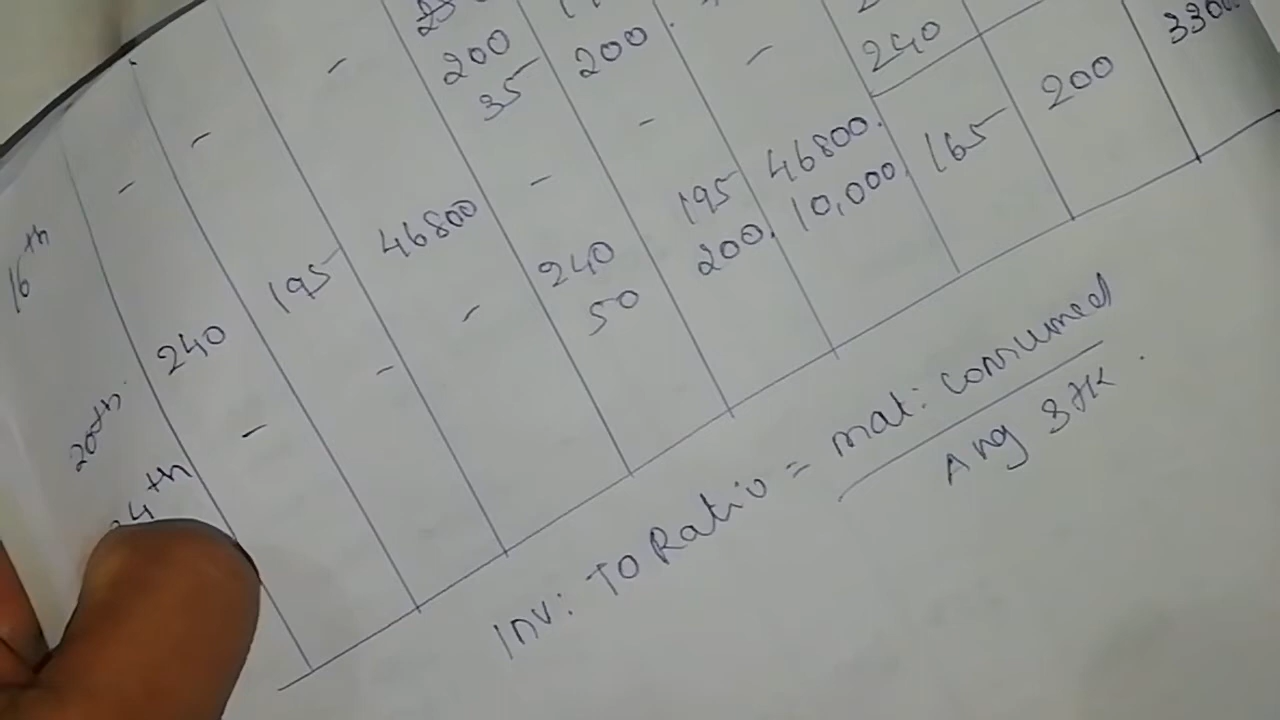 16th - - - 200
35 200
20th 240 195 46800 - - - 240
- - - 240 195 46800
50 200 10,000 165 200
Inv: TO Ratio = mat: consumed
Avg Stk.